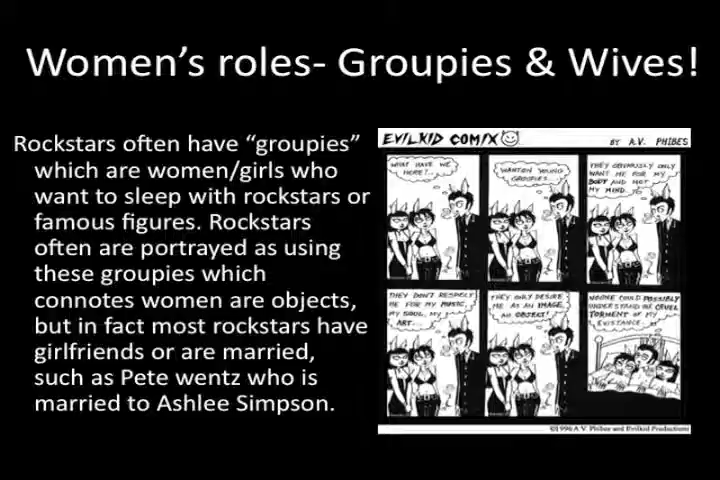 Women's roles- Groupies & Wives!
Rockstars often have “groupies”
which are women/girls who
want to sleep with rockstars or
famous figures. Rockstars
often are portrayed as using
these groupies which
connotes women are objects,
but in fact most rockstars have
girlfriends or are married,
such as Pete wentz who is
married to Ashlee Simpson.
EVILKID COMIX
BY A.V. PHIBES
WHAT HAVE WE
HERE?..
WANTON YOUNG
GROUPIES..
THEY OBVIOUSLY ONLY
WANT ME FOR MY
BODY AND NOT
MY MIND..
THEY DON'T RESPECT
ME FOR MY MUSIC,
MY SOUL, MY
ART..
THEY ONLY DESIRE
ME AS AN IMAGE,
AN OBJECT!
NOONE COULD POSSIBLY
UNDERSTAND THE CRUEL
TORMENT OF MY
EXISTANCE..
©1996 A.V. Phibes and Evilkid Productions